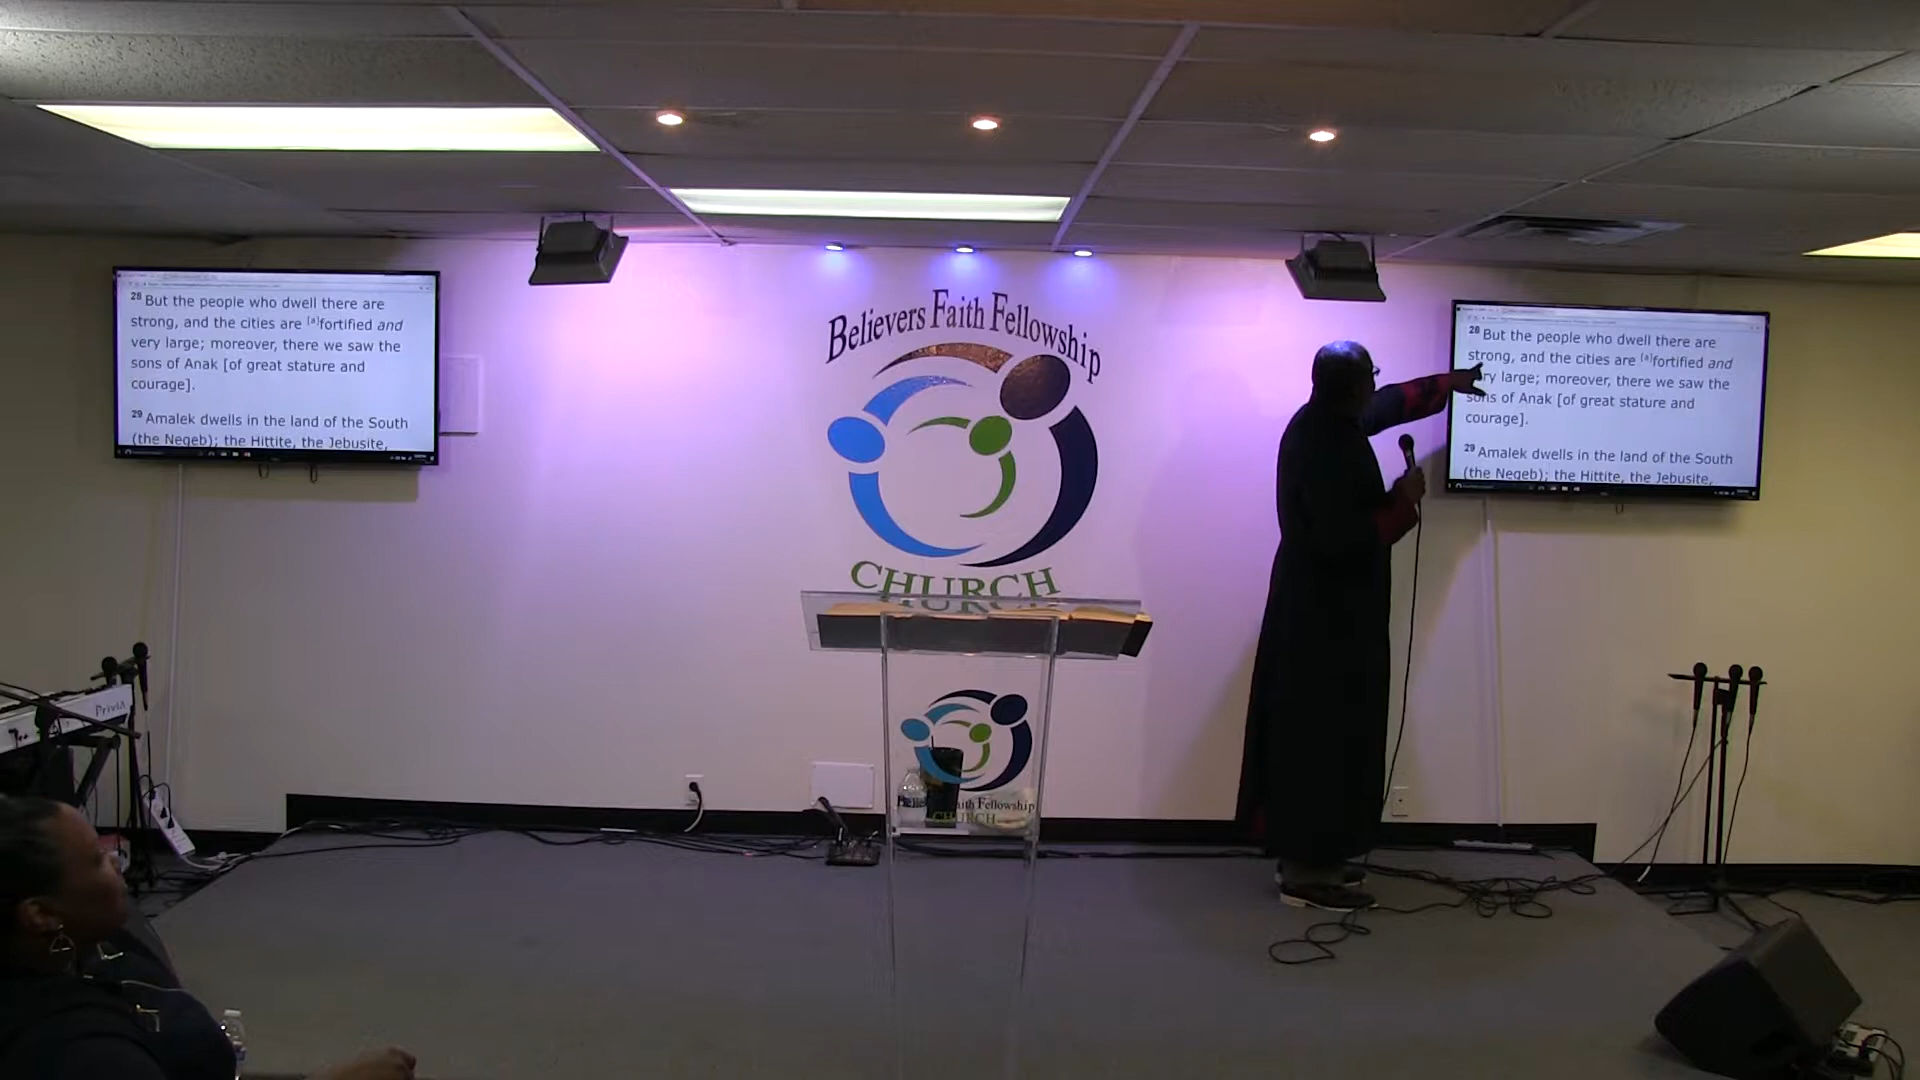 28 But the people who dwell there are
strong, and the cities are [a]fortified and
very large; moreover, there we saw the
sons of Anak [of great stature and
courage].
29 Amalek dwells in the land of the South
(the Negeb); the Hittite, the Jebusite,
Believers Faith Fellowship
CHURCH
28 But the people who dwell there are
strong, and the cities are [a]fortified and
ry large; moreover, there we saw the
sons of Anak [of great stature and
courage].
29 Amalek dwells in the land of the South
(the Negeb); the Hittite, the Jebusite,
Privia
Faith Fellowship
CHURCH